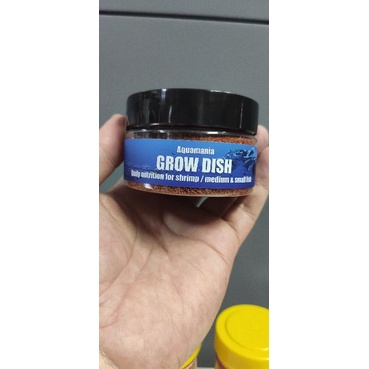 Aquamania
GROW DISH
Daily nutrition for shrimp / medium & small fish